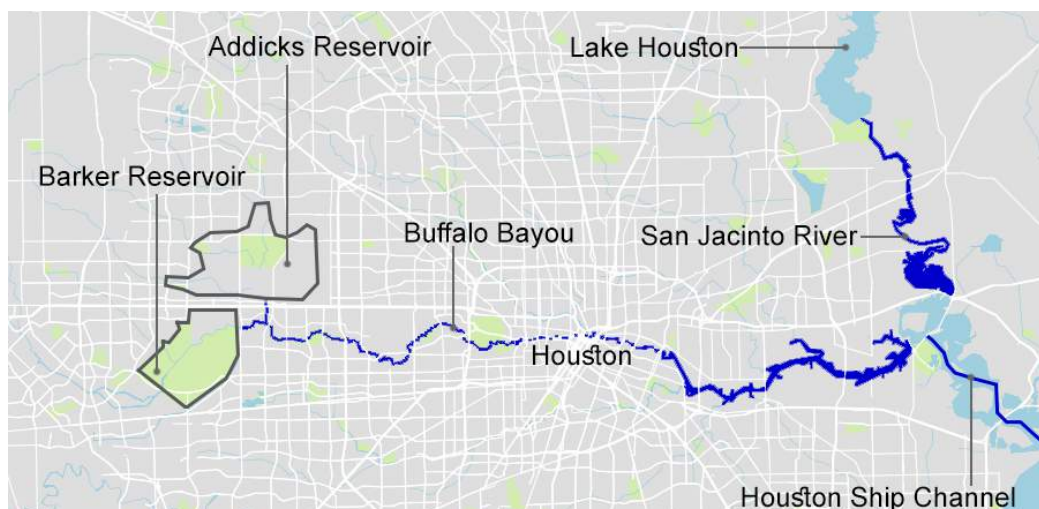 Addicks Reservoir
Lake Houston
Barker Reservoir
Buffalo Bayou
San Jacinto River
Houston
Houston Ship Channel